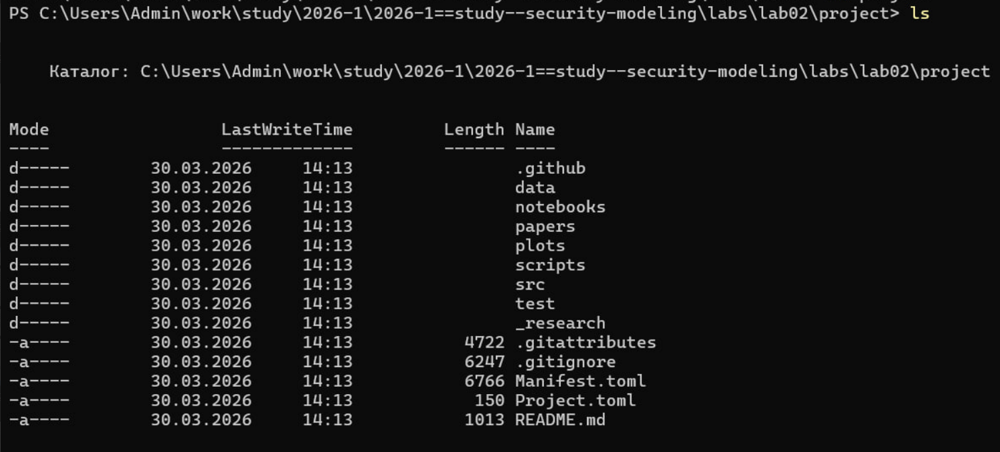 PS C:\Users\Admin\work\study\2026-1\2026-1==study--security-modeling\labs\lab02\project> ls
Каталог: C:\Users\Admin\work\study\2026-1\2026-1==study--security-modeling\labs\lab02\project
Mode LastWriteTime Length Name
---- ------------- ------ ----
d----- 30.03.2026 14:13 .github
d----- 30.03.2026 14:13 data
d----- 30.03.2026 14:13 notebooks
d----- 30.03.2026 14:13 papers
d----- 30.03.2026 14:13 plots
d----- 30.03.2026 14:13 scripts
d----- 30.03.2026 14:13 src
d----- 30.03.2026 14:13 test
d----- 30.03.2026 14:13 _research
-a---- 30.03.2026 14:13 4722 .gitattributes
-a---- 30.03.2026 14:13 6247 .gitignore
-a---- 30.03.2026 14:13 6766 Manifest.toml
-a---- 30.03.2026 14:13 150 Project.toml
-a---- 30.03.2026 14:13 1013 README.md